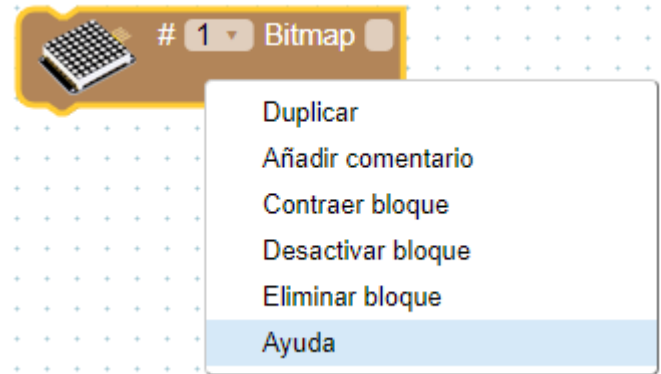 # 1 Bitmap
Duplicar
Añadir comentario
Contraer bloque
Desactivar bloque
Eliminar bloque
Ayuda